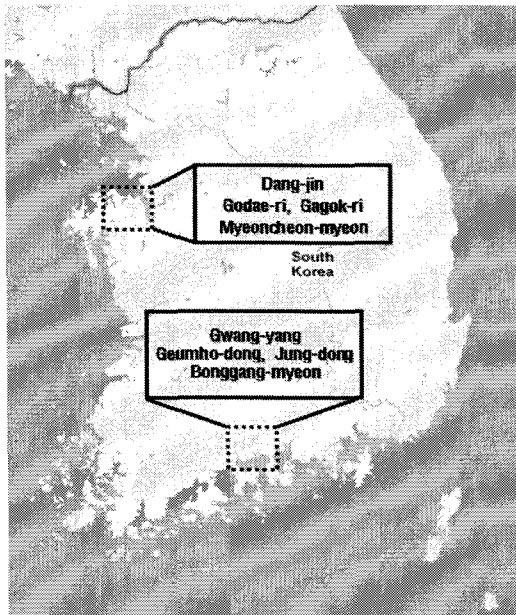 Dang-jin
Godae-ri, Gagok-ri
Myeoncheon-myeon
South
Korea
Gwang-yang
Geumho-dong, Jung-dong
Bonggang-myeon